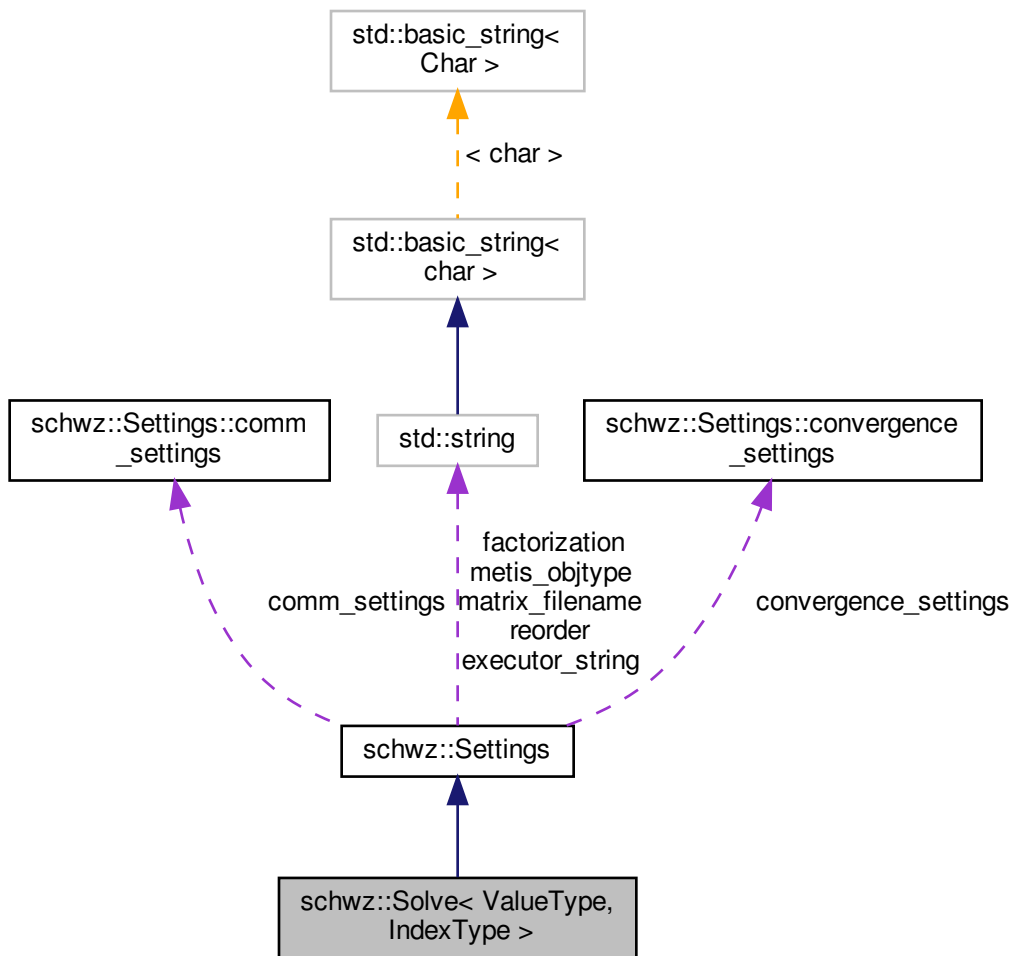 std::basic_string<
Char >
< char >
std::basic_string<
char >
schwz::Settings::comm
_settings
std::string
schwz::Settings::convergence
_settings
factorization
metis_objtype
matrix_filename
reorder
executor_string
comm_settings
convergence_settings
schwz::Settings
schwz::Solve< ValueType,
IndexType >